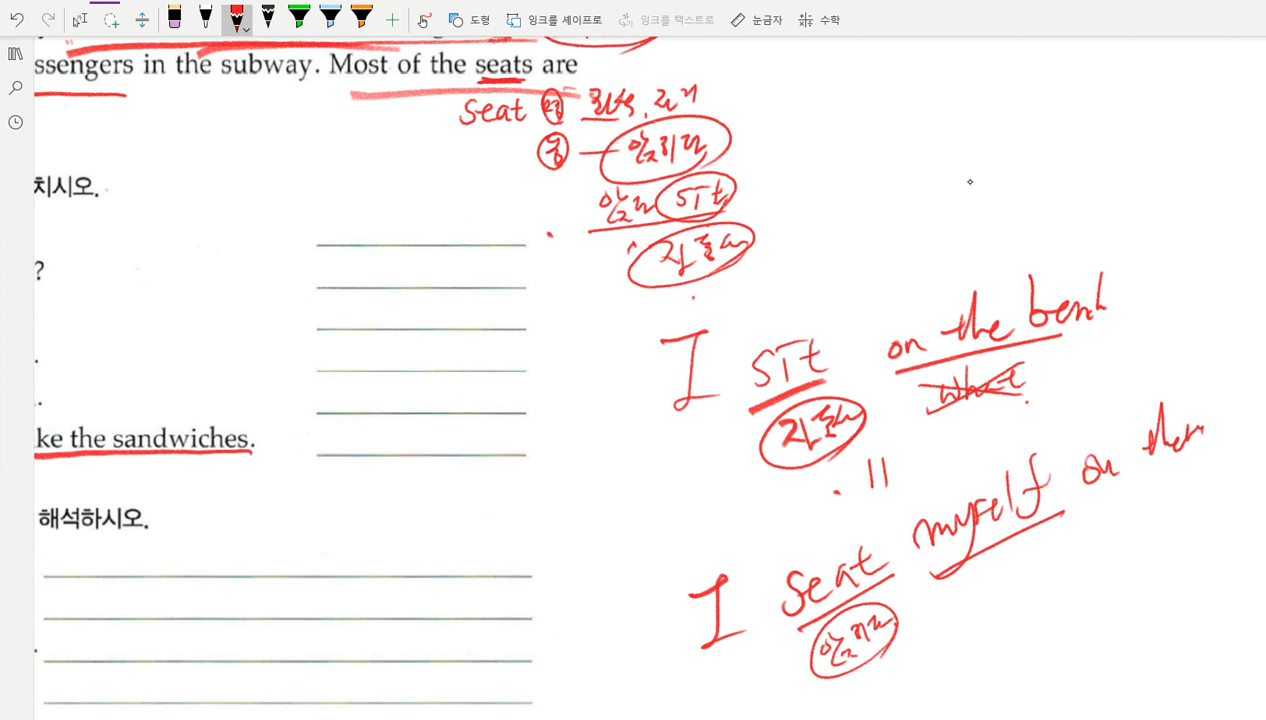 도형 잉크를 셰이프로 잉크를 텍스트로 눈금자 수학
ssengers in the subway. Most of the seats are
seat 명 좌석, 자리
동 앉히다
치시오.
앉다 sit
자동사
?
I sit on the bench
자동사 what
.
.
ke the sandwiches.
"
I seat myself on the
앉히다
해석하시오.
.